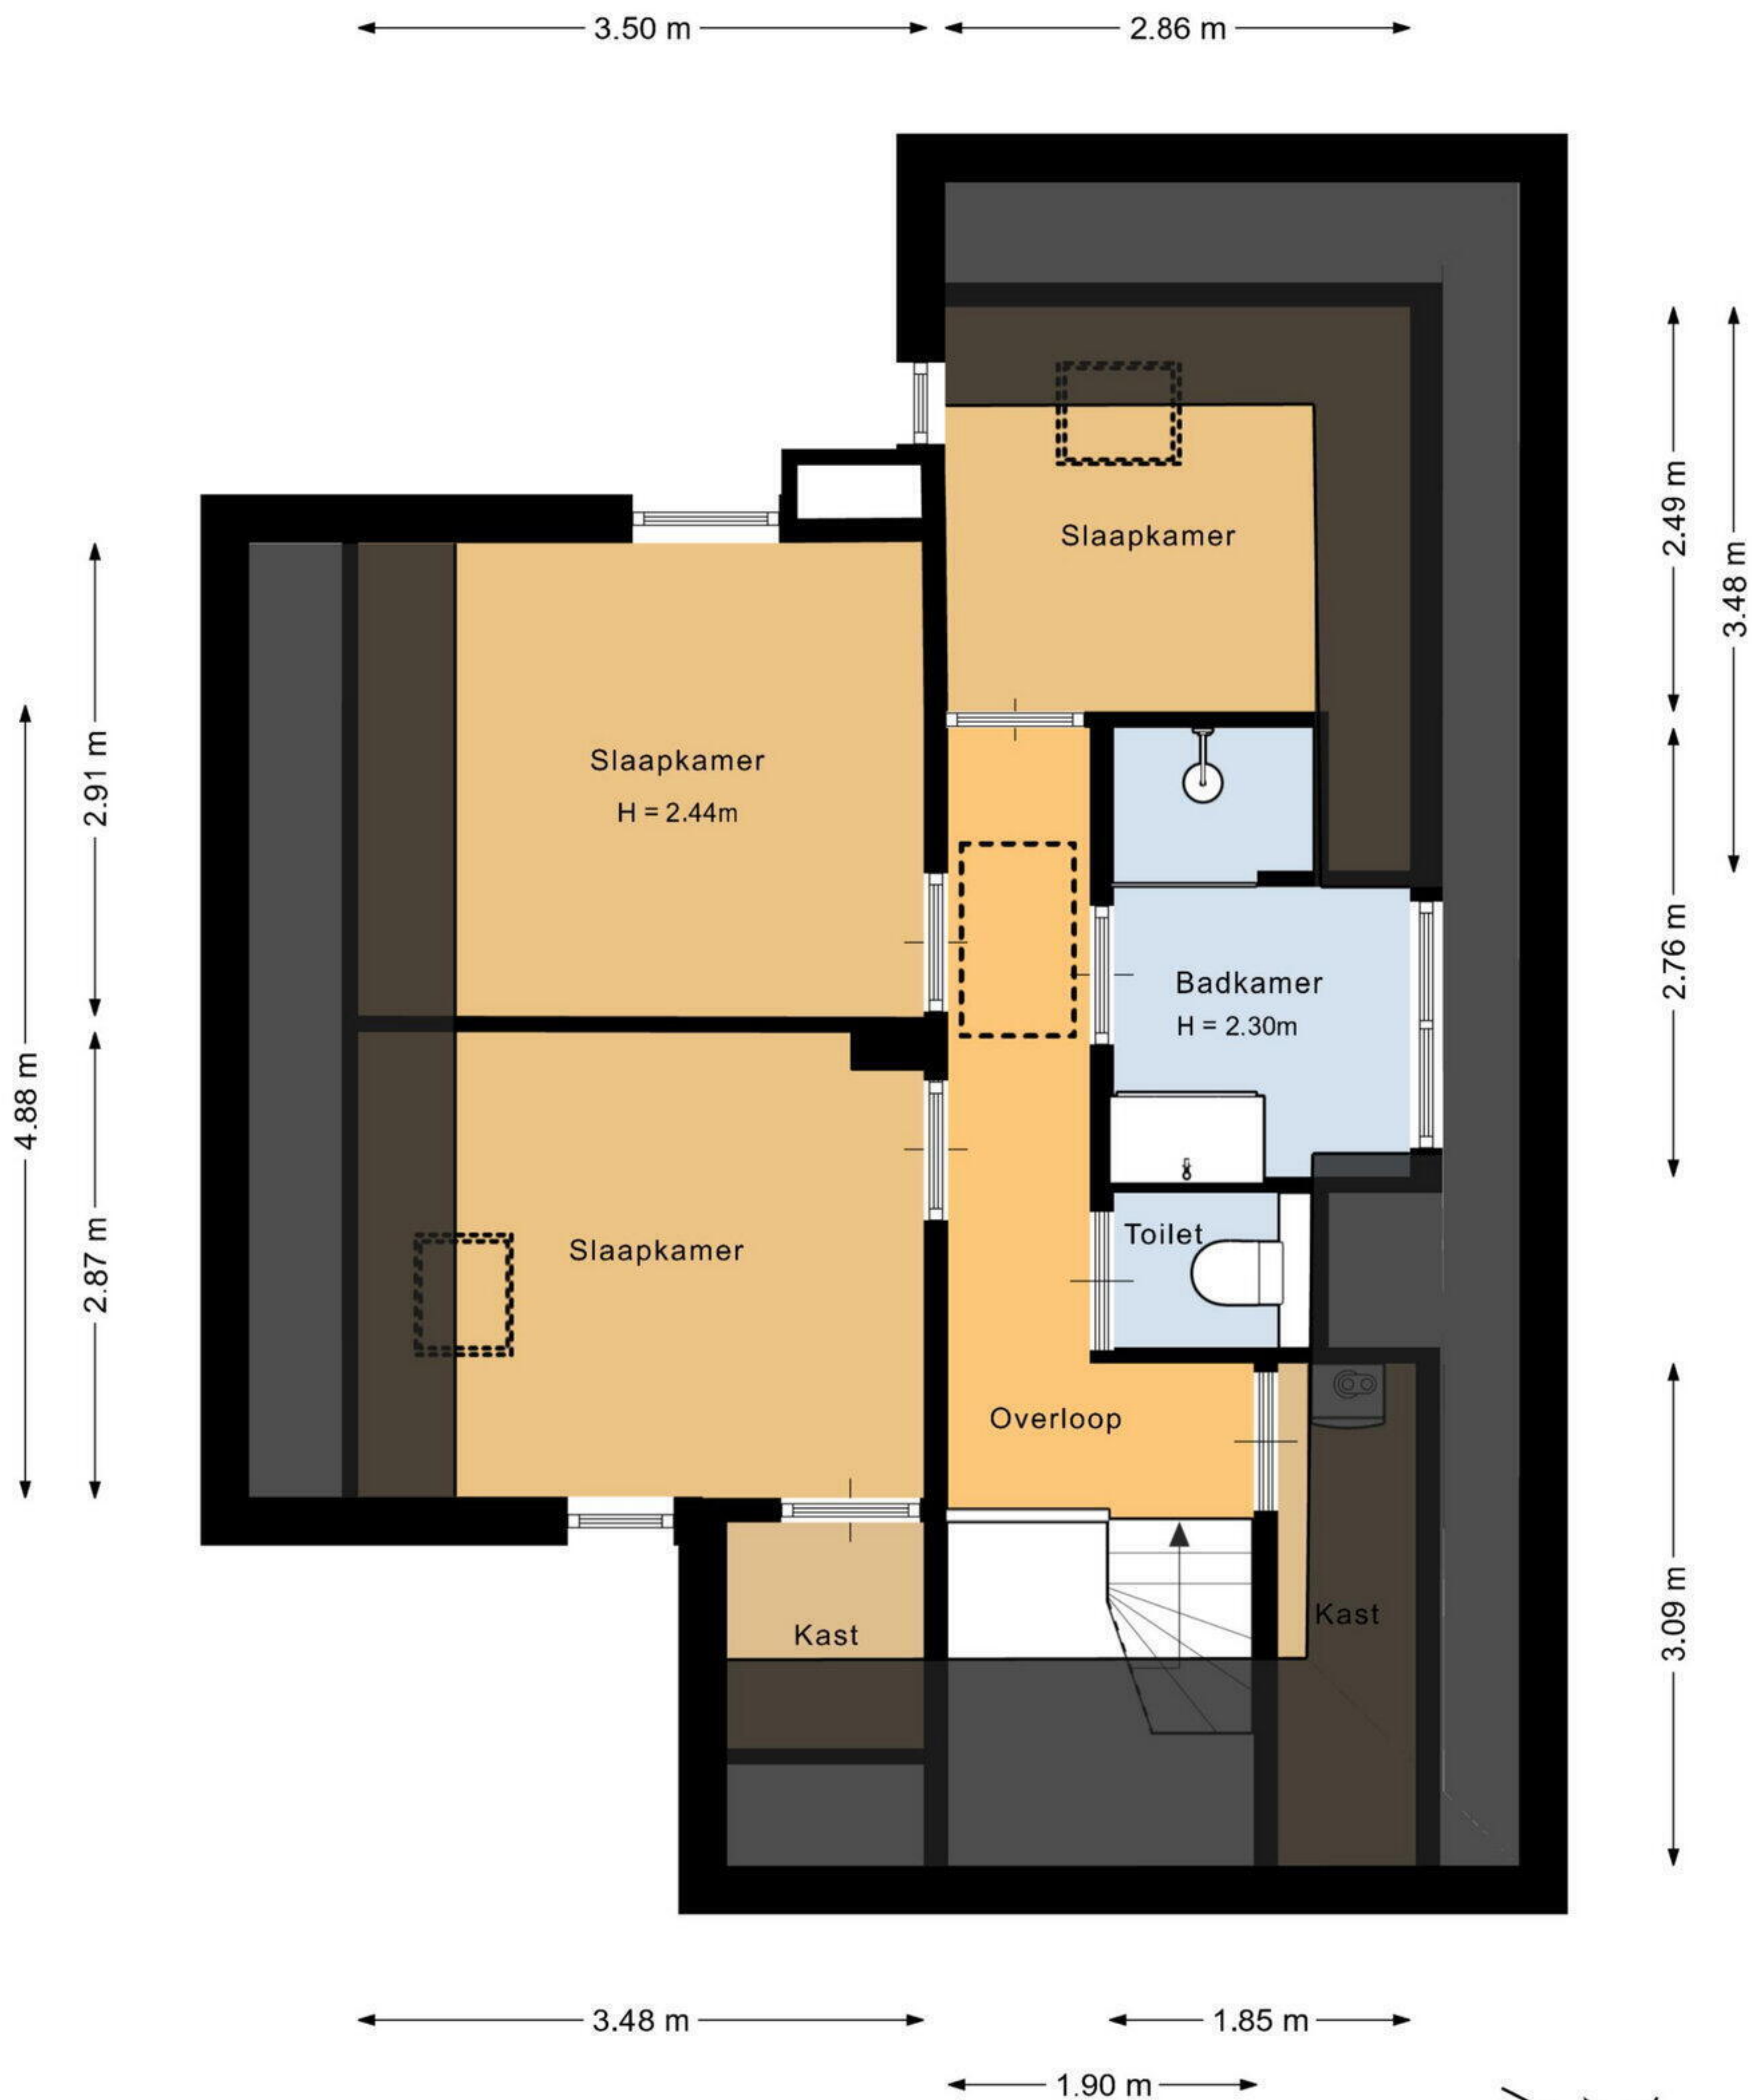 3.50 m
2.86 m
Slaapkamer
2.49 m
3.48 m
Slaapkamer
H = 2.44m
2.91 m
4.88 m
2.87 m
Badkamer
H = 2.30m
2.76 m
Toilet
Slaapkamer
Overloop
Kast
Kast
3.09 m
3.48 m
1.85 m
1.90 m